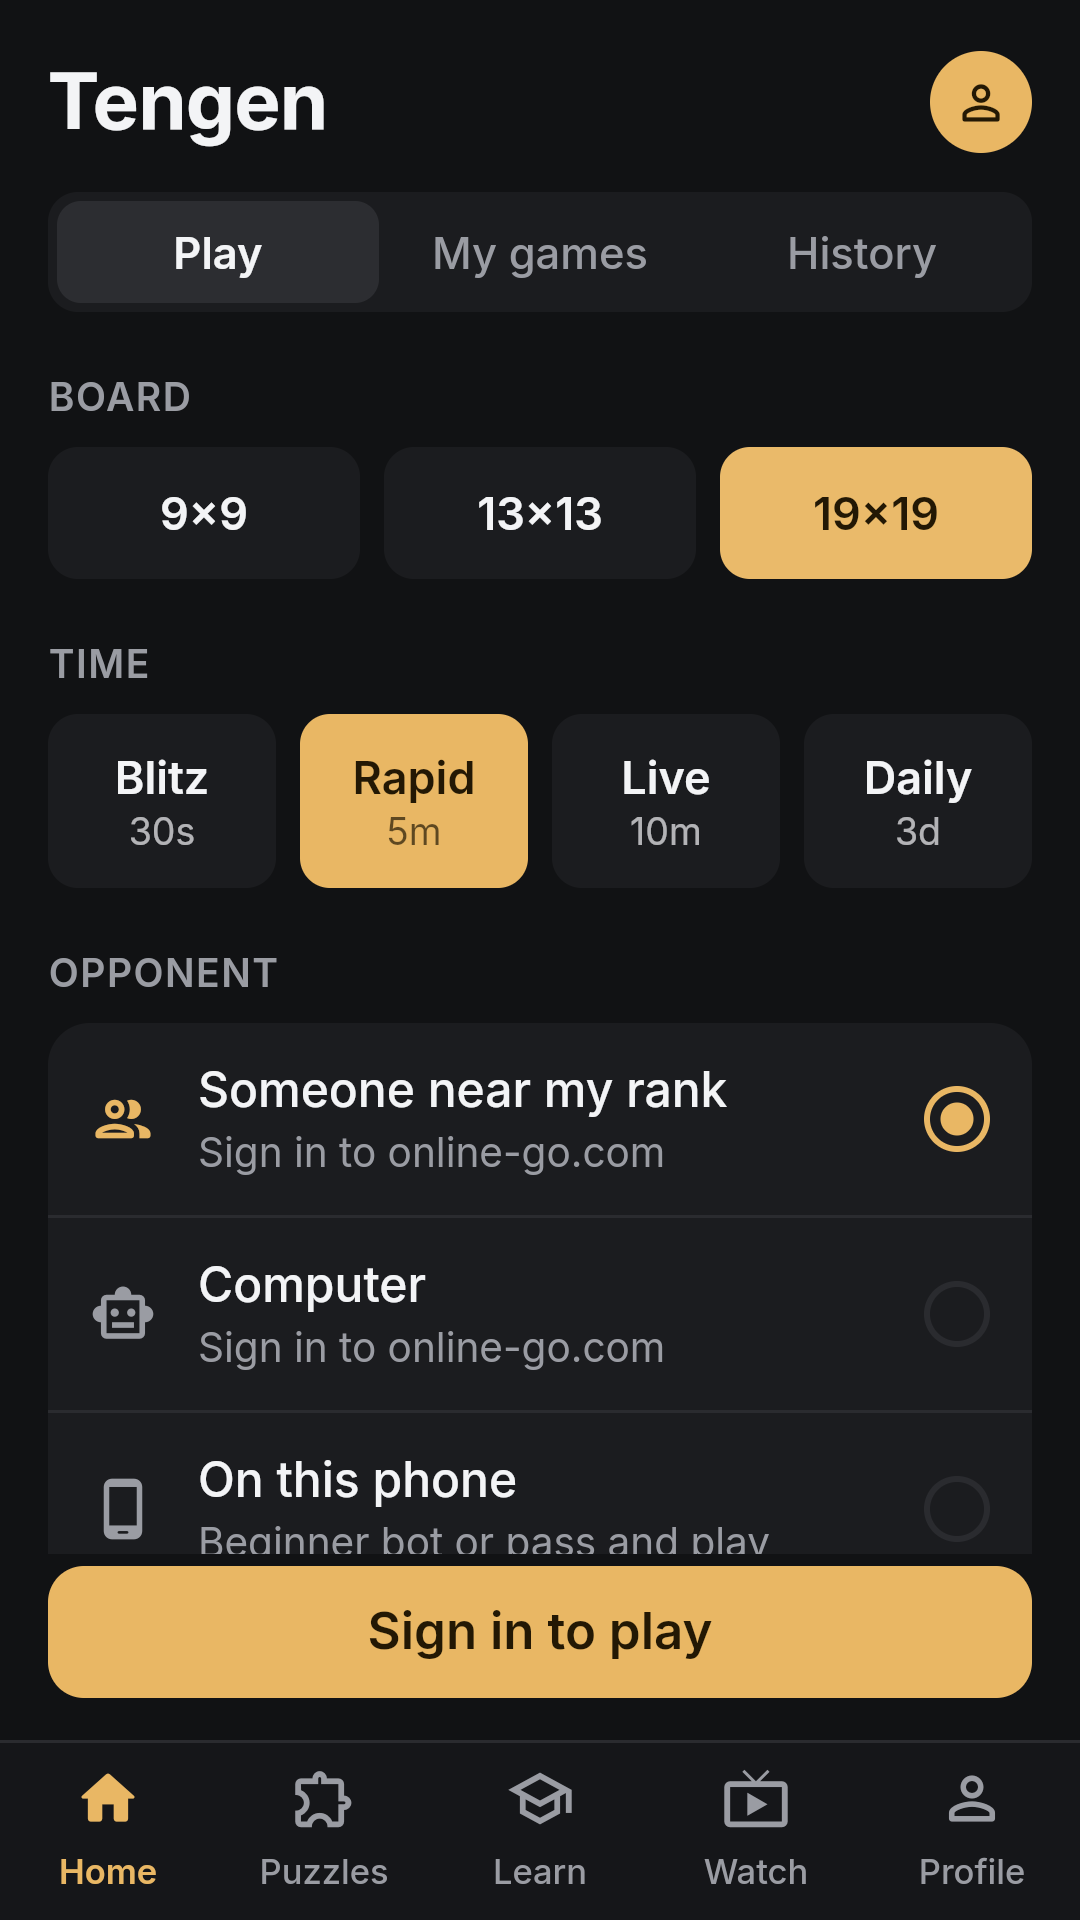 Tengen
Play
My games
History
BOARD
9×9
13×13
19×19
TIME
Blitz
30s
Rapid
5m
Live
10m
Daily
3d
OPPONENT
Someone near my rank
Sign in to online-go.com
Computer
Sign in to online-go.com
On this phone
Beginner bot or pass and play
Sign in to play
Home
Puzzles
Learn
Watch
Profile